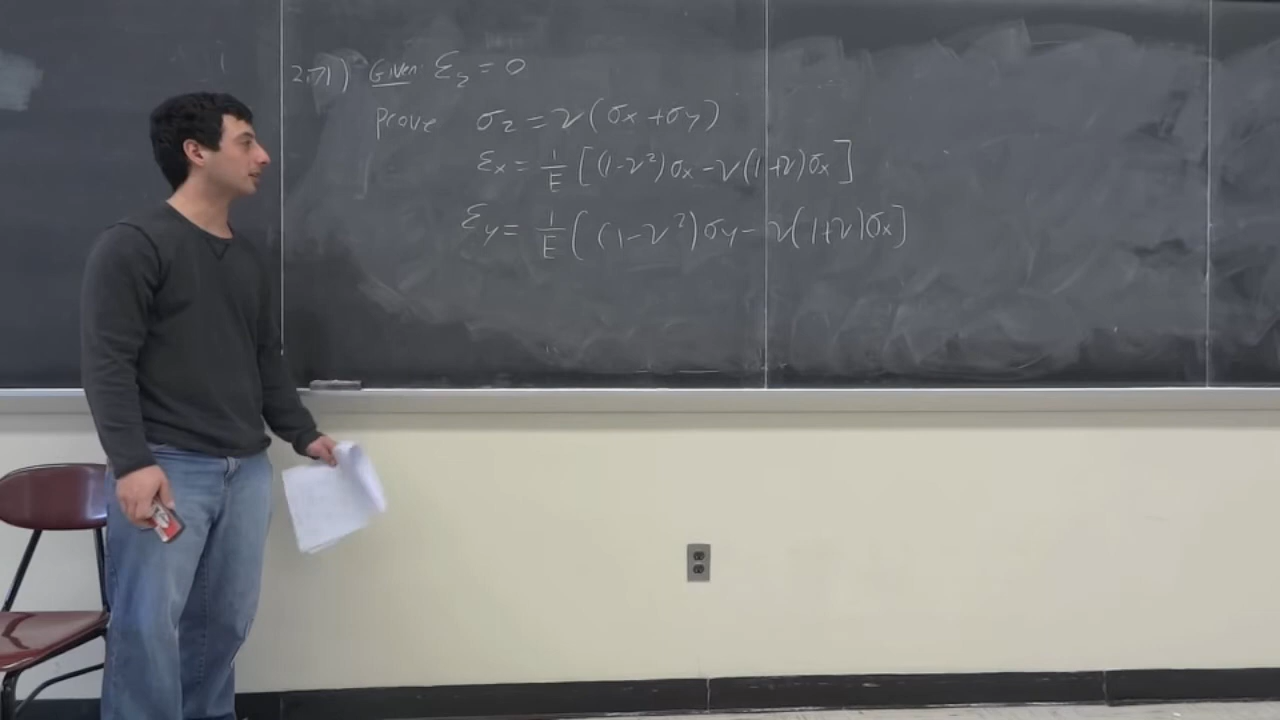 2.71) Given: εz = 0
Prove σz = ν(σx + σy)
εx = 1/E [(1-ν²)σx - ν(1+ν)σx]
εy = 1/E ((1-ν²)σy - ν(1+ν)σx]